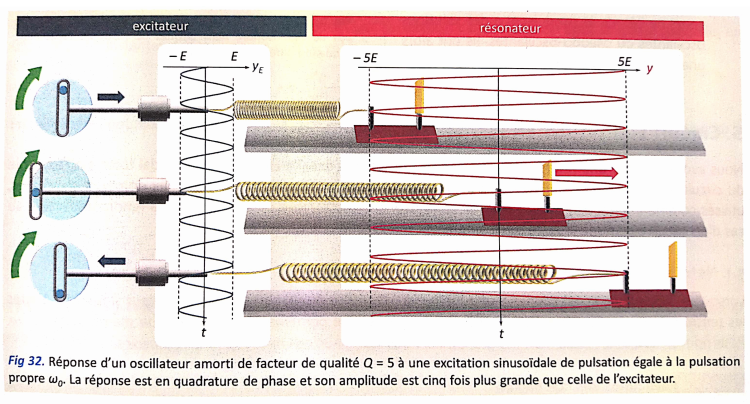 excitateur
résonateur
– E
E
y_E
– 5E
5E
y
t
t
Fig 32. Réponse d'un oscillateur amorti de facteur de qualité Q = 5 à une excitation sinusoïdale de pulsation égale à la pulsation
propre ω₀. La réponse est en quadrature de phase et son amplitude est cinq fois plus grande que celle de l'excitateur.